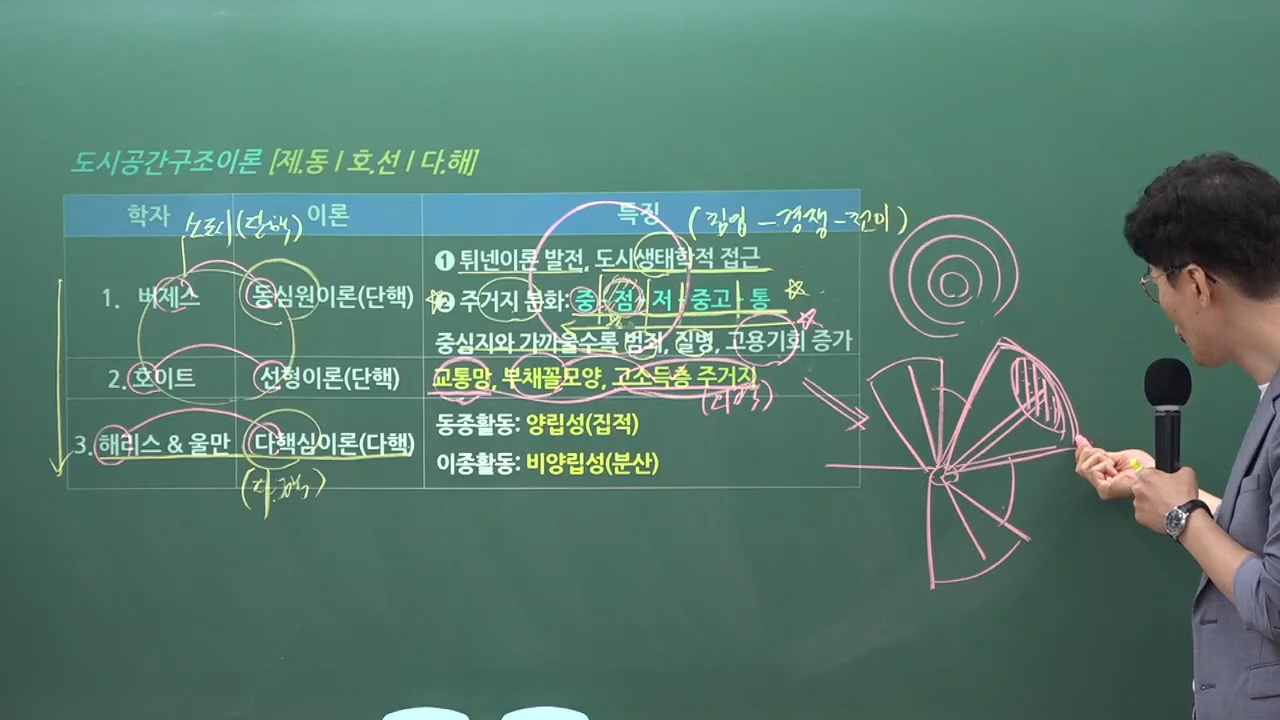 도시공간구조이론 [제.동 / 호.선 / 다.해]
학자 이론 특징
(단핵) (침입-경쟁-천이)
❶ 튀넨이론 발전, 도시생태학적 접근
1. 버제스 동심원이론(단핵) ❷ 주거지 분화: 중 - 점 - 저 - 중고 - 통
중심지와 가까울수록 범죄, 질병, 고용기회 증가
2. 호이트 선형이론(단핵) 교통망, 부채꼴모양, 고소득층 주거지
3. 해리스 & 울만 다핵심이론(다핵) 동종활동: 양립성(집적)
이종활동: 비양립성(분산)
(다.핵)